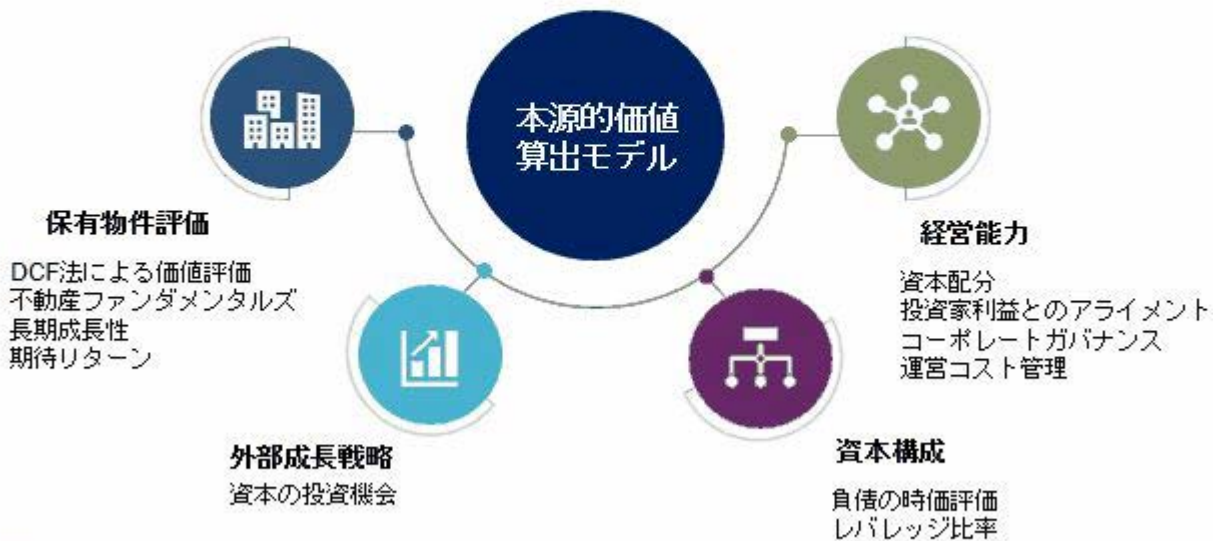 本源的価値
算出モデル
保有物件評価
DCF法による価値評価
不動産ファンダメンタルズ
長期成長性
期待リターン
外部成長戦略
資本の投資機会
資本構成
負債の時価評価
レバレッジ比率
経営能力
資本配分
投資家利益とのアライメント
コーポレートガバナンス
運営コスト管理